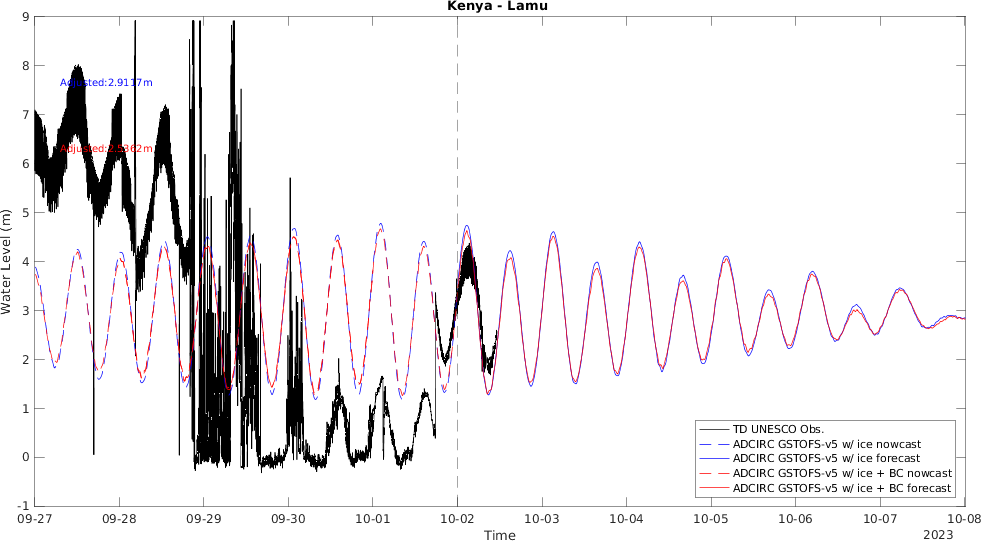 Kenya - Lamu
9
8
7
6
5
4
3
2
1
0
-1
Water Level (m)
Adjusted:2.9117m
TD UNESCO Obs.
ADCIRC GSTOFS-v5 w/ ice nowcast
ADCIRC GSTOFS-v5 w/ ice forecast
ADCIRC GSTOFS-v5 w/ ice + BC nowcast
ADCIRC GSTOFS-v5 w/ ice + BC forecast
09-27 09-28 09-29 09-30 10-01 10-02 10-03 10-04 10-05 10-06 10-07 10-08
Time
2023